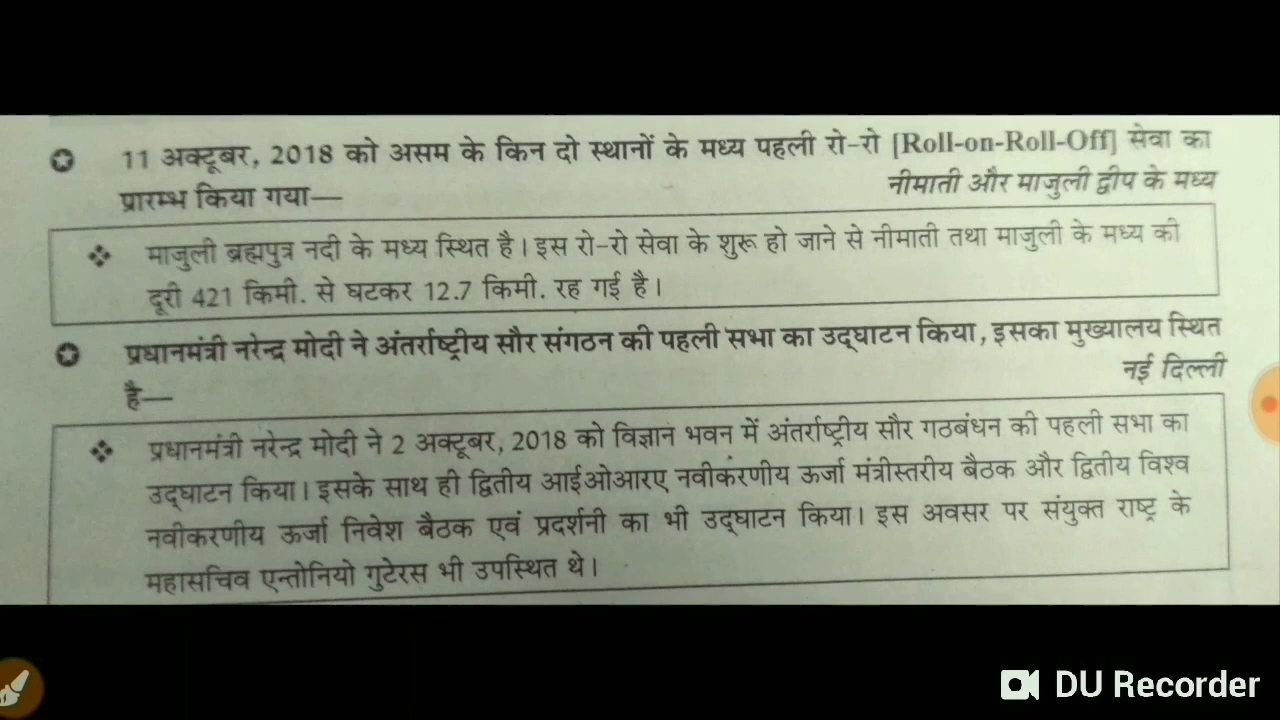 11 अक्टूबर, 2018 को असम के किन दो स्थानों के मध्य पहली रो-रो [Roll-on-Roll-Off] सेवा का
प्रारम्भ किया गया—
नीमाती और माजुली द्वीप के मध्य
माजुली ब्रह्मपुत्र नदी के मध्य स्थित है। इस रो-रो सेवा के शुरू हो जाने से नीमाती तथा माजुली के मध्य की
दूरी 421 किमी. से घटकर 12.7 किमी. रह गई है।
प्रधानमंत्री नरेन्द्र मोदी ने अंतर्राष्ट्रीय सौर संगठन की पहली सभा का उद्घाटन किया, इसका मुख्यालय स्थित
है—
नई दिल्ली
प्रधानमंत्री नरेन्द्र मोदी ने 2 अक्टूबर, 2018 को विज्ञान भवन में अंतर्राष्ट्रीय सौर गठबंधन की पहली सभा का
उद्घाटन किया। इसके साथ ही द्वितीय आईओआरए नवीकरणीय ऊर्जा मंत्रीस्तरीय बैठक और द्वितीय विश्व
नवीकरणीय ऊर्जा निवेश बैठक एवं प्रदर्शनी का भी उद्घाटन किया। इस अवसर पर संयुक्त राष्ट्र के
महासचिव एन्तोनियो गुटेरस भी उपस्थित थे।
DU Recorder